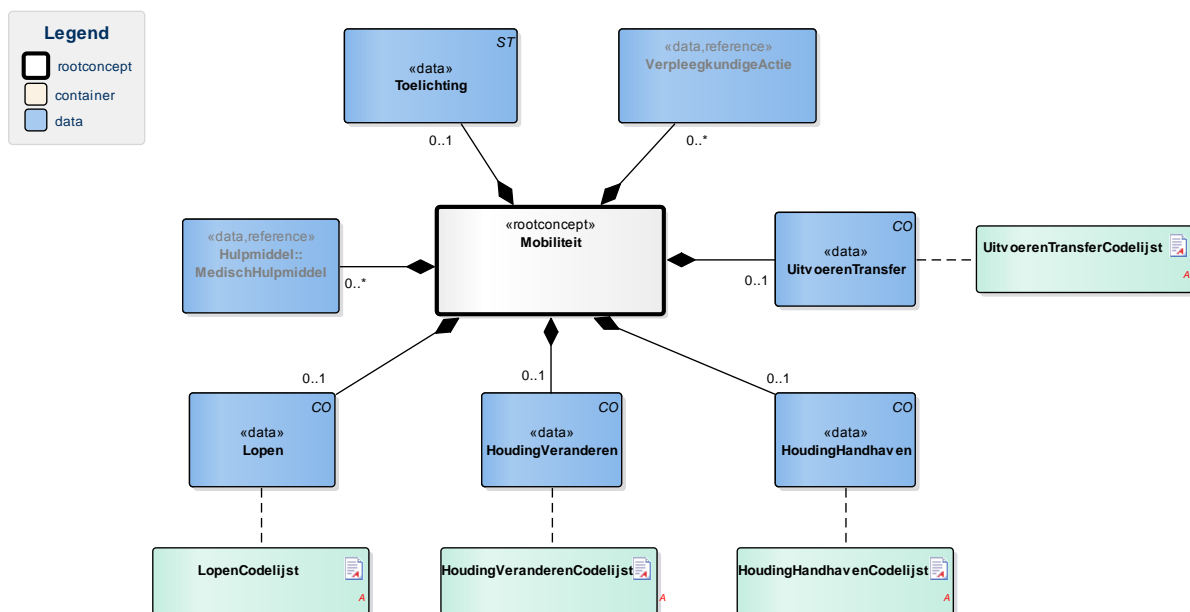 Legend
rootconcept
container
data
ST
«data»
Toelichting
«data,reference»
VerpleegkundigeActie
0..1
0..*
«rootconcept»
Mobiliteit
«data,reference»
Hulpmiddel::
MedischHulpmiddel
0..*
CO
«data»
UitvoerenTransfer
0..1
UitvoerenTransferCodelijst
A
0..1
0..1
0..1
CO
«data»
Lopen
CO
«data»
HoudingVeranderen
CO
«data»
HoudingHandhaven
LopenCodelijst
A
HoudingVeranderenCodelijst
A
HoudingHandhavenCodelijst
A